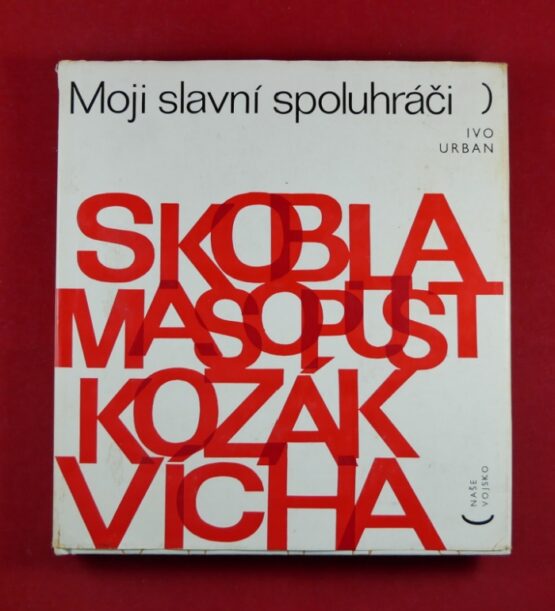 Moji slavní spoluhráči )
IVO
URBAN
SKOBLA
MASOPUST
KOZÁK
VÍCHA
( NAŠE
VOJSKO